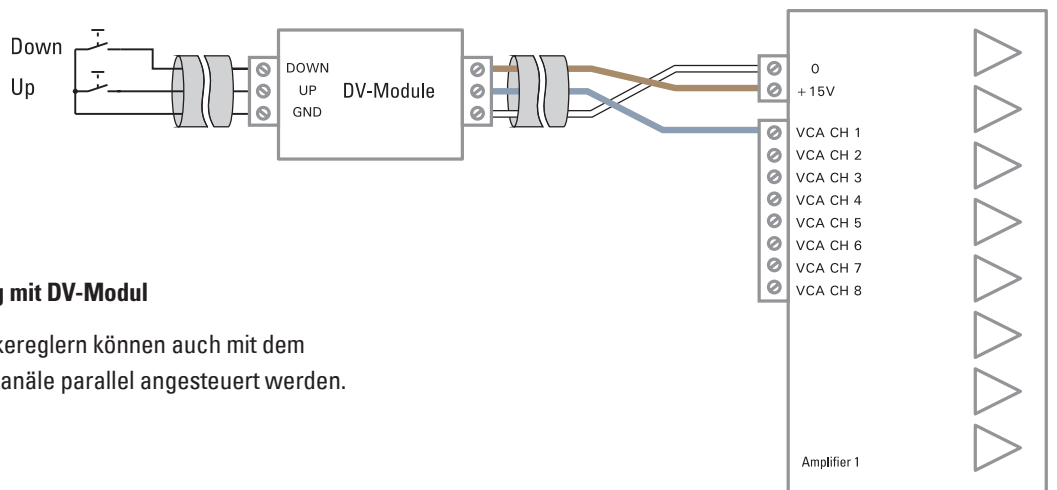 Down
Up
DOWN
UP
GND
DV-Module
0
+15V
VCA CH 1
VCA CH 2
VCA CH 3
VCA CH 4
VCA CH 5
VCA CH 6
VCA CH 7
VCA CH 8
Amplifier 1
mit DV-Modul
können auch mit dem
parallel angesteuert werden.